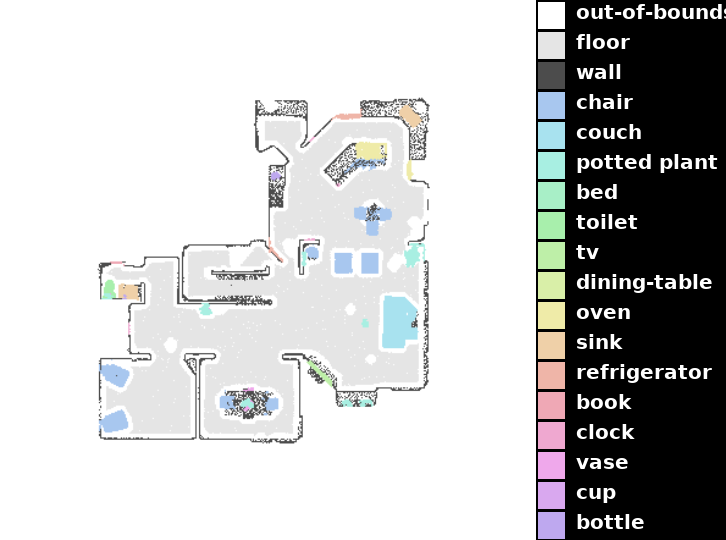 out-of-bounds
floor
wall
chair
couch
potted plant
bed
toilet
tv
dining-table
oven
sink
refrigerator
book
clock
vase
cup
bottle